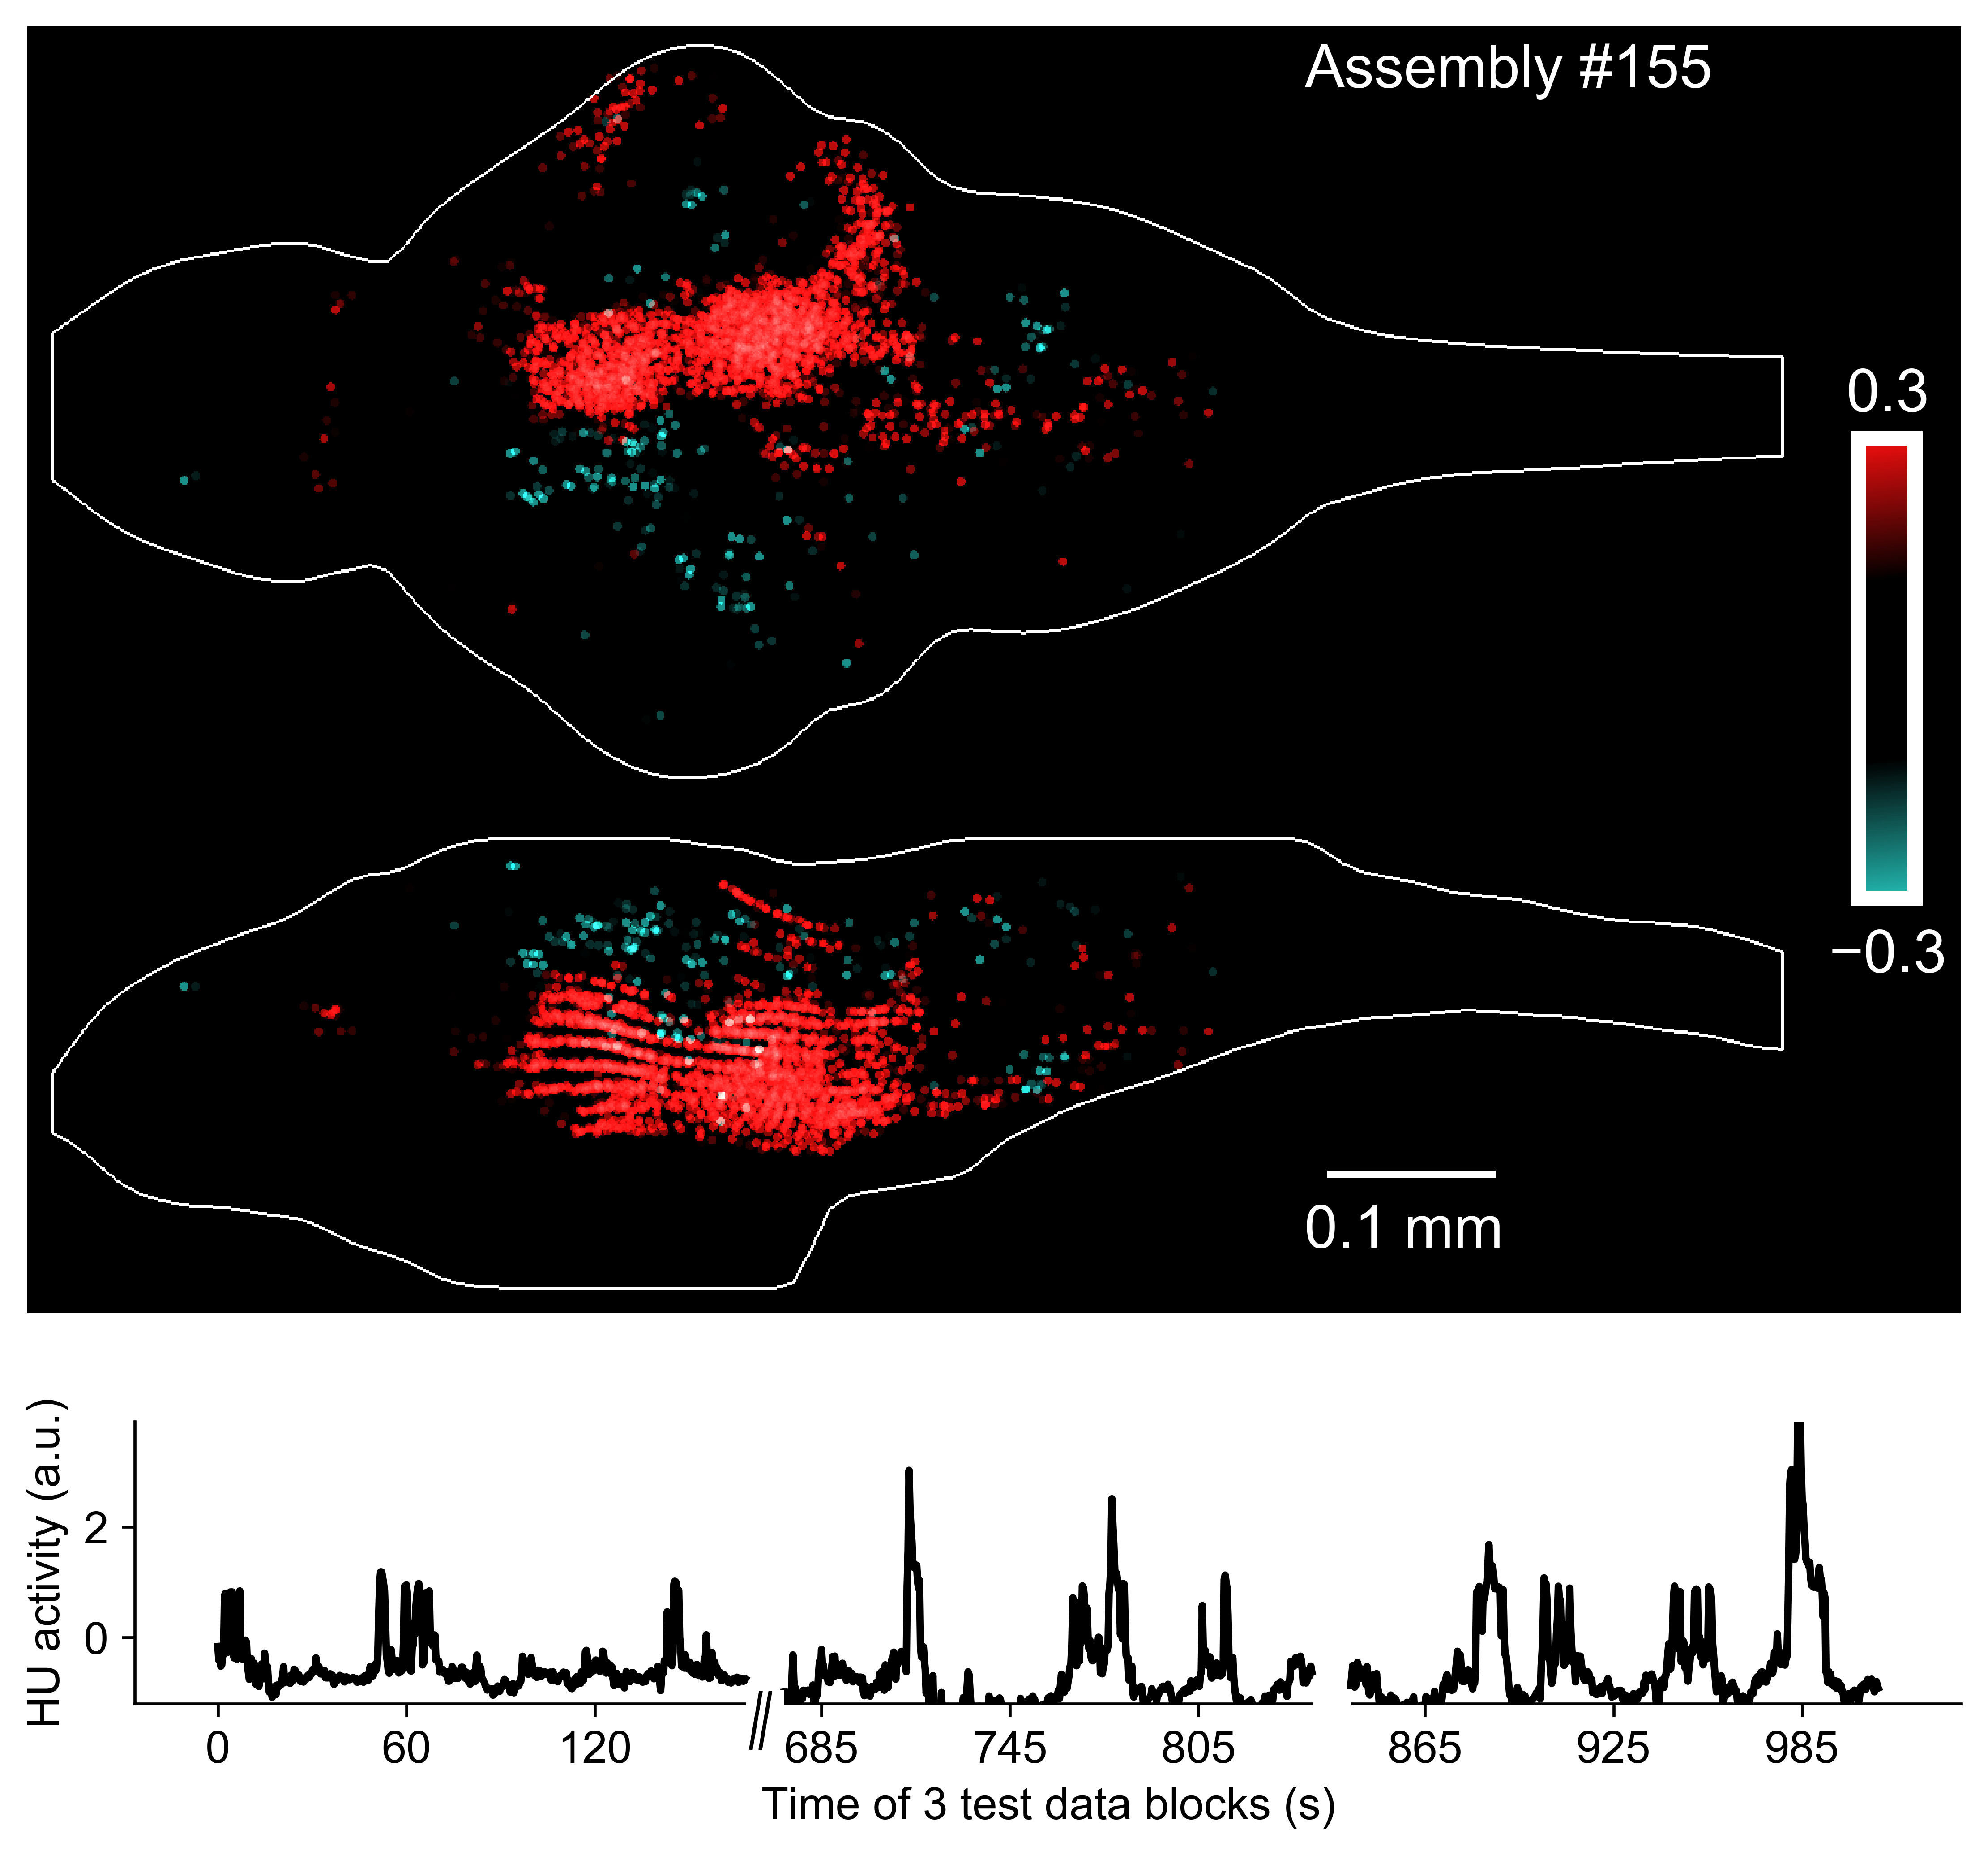 Assembly #155
0.3
−0.3
0.1 mm
HU activity (a.u.)
2
0
0 60 120 685 745 805 865 925 985
Time of 3 test data blocks (s)